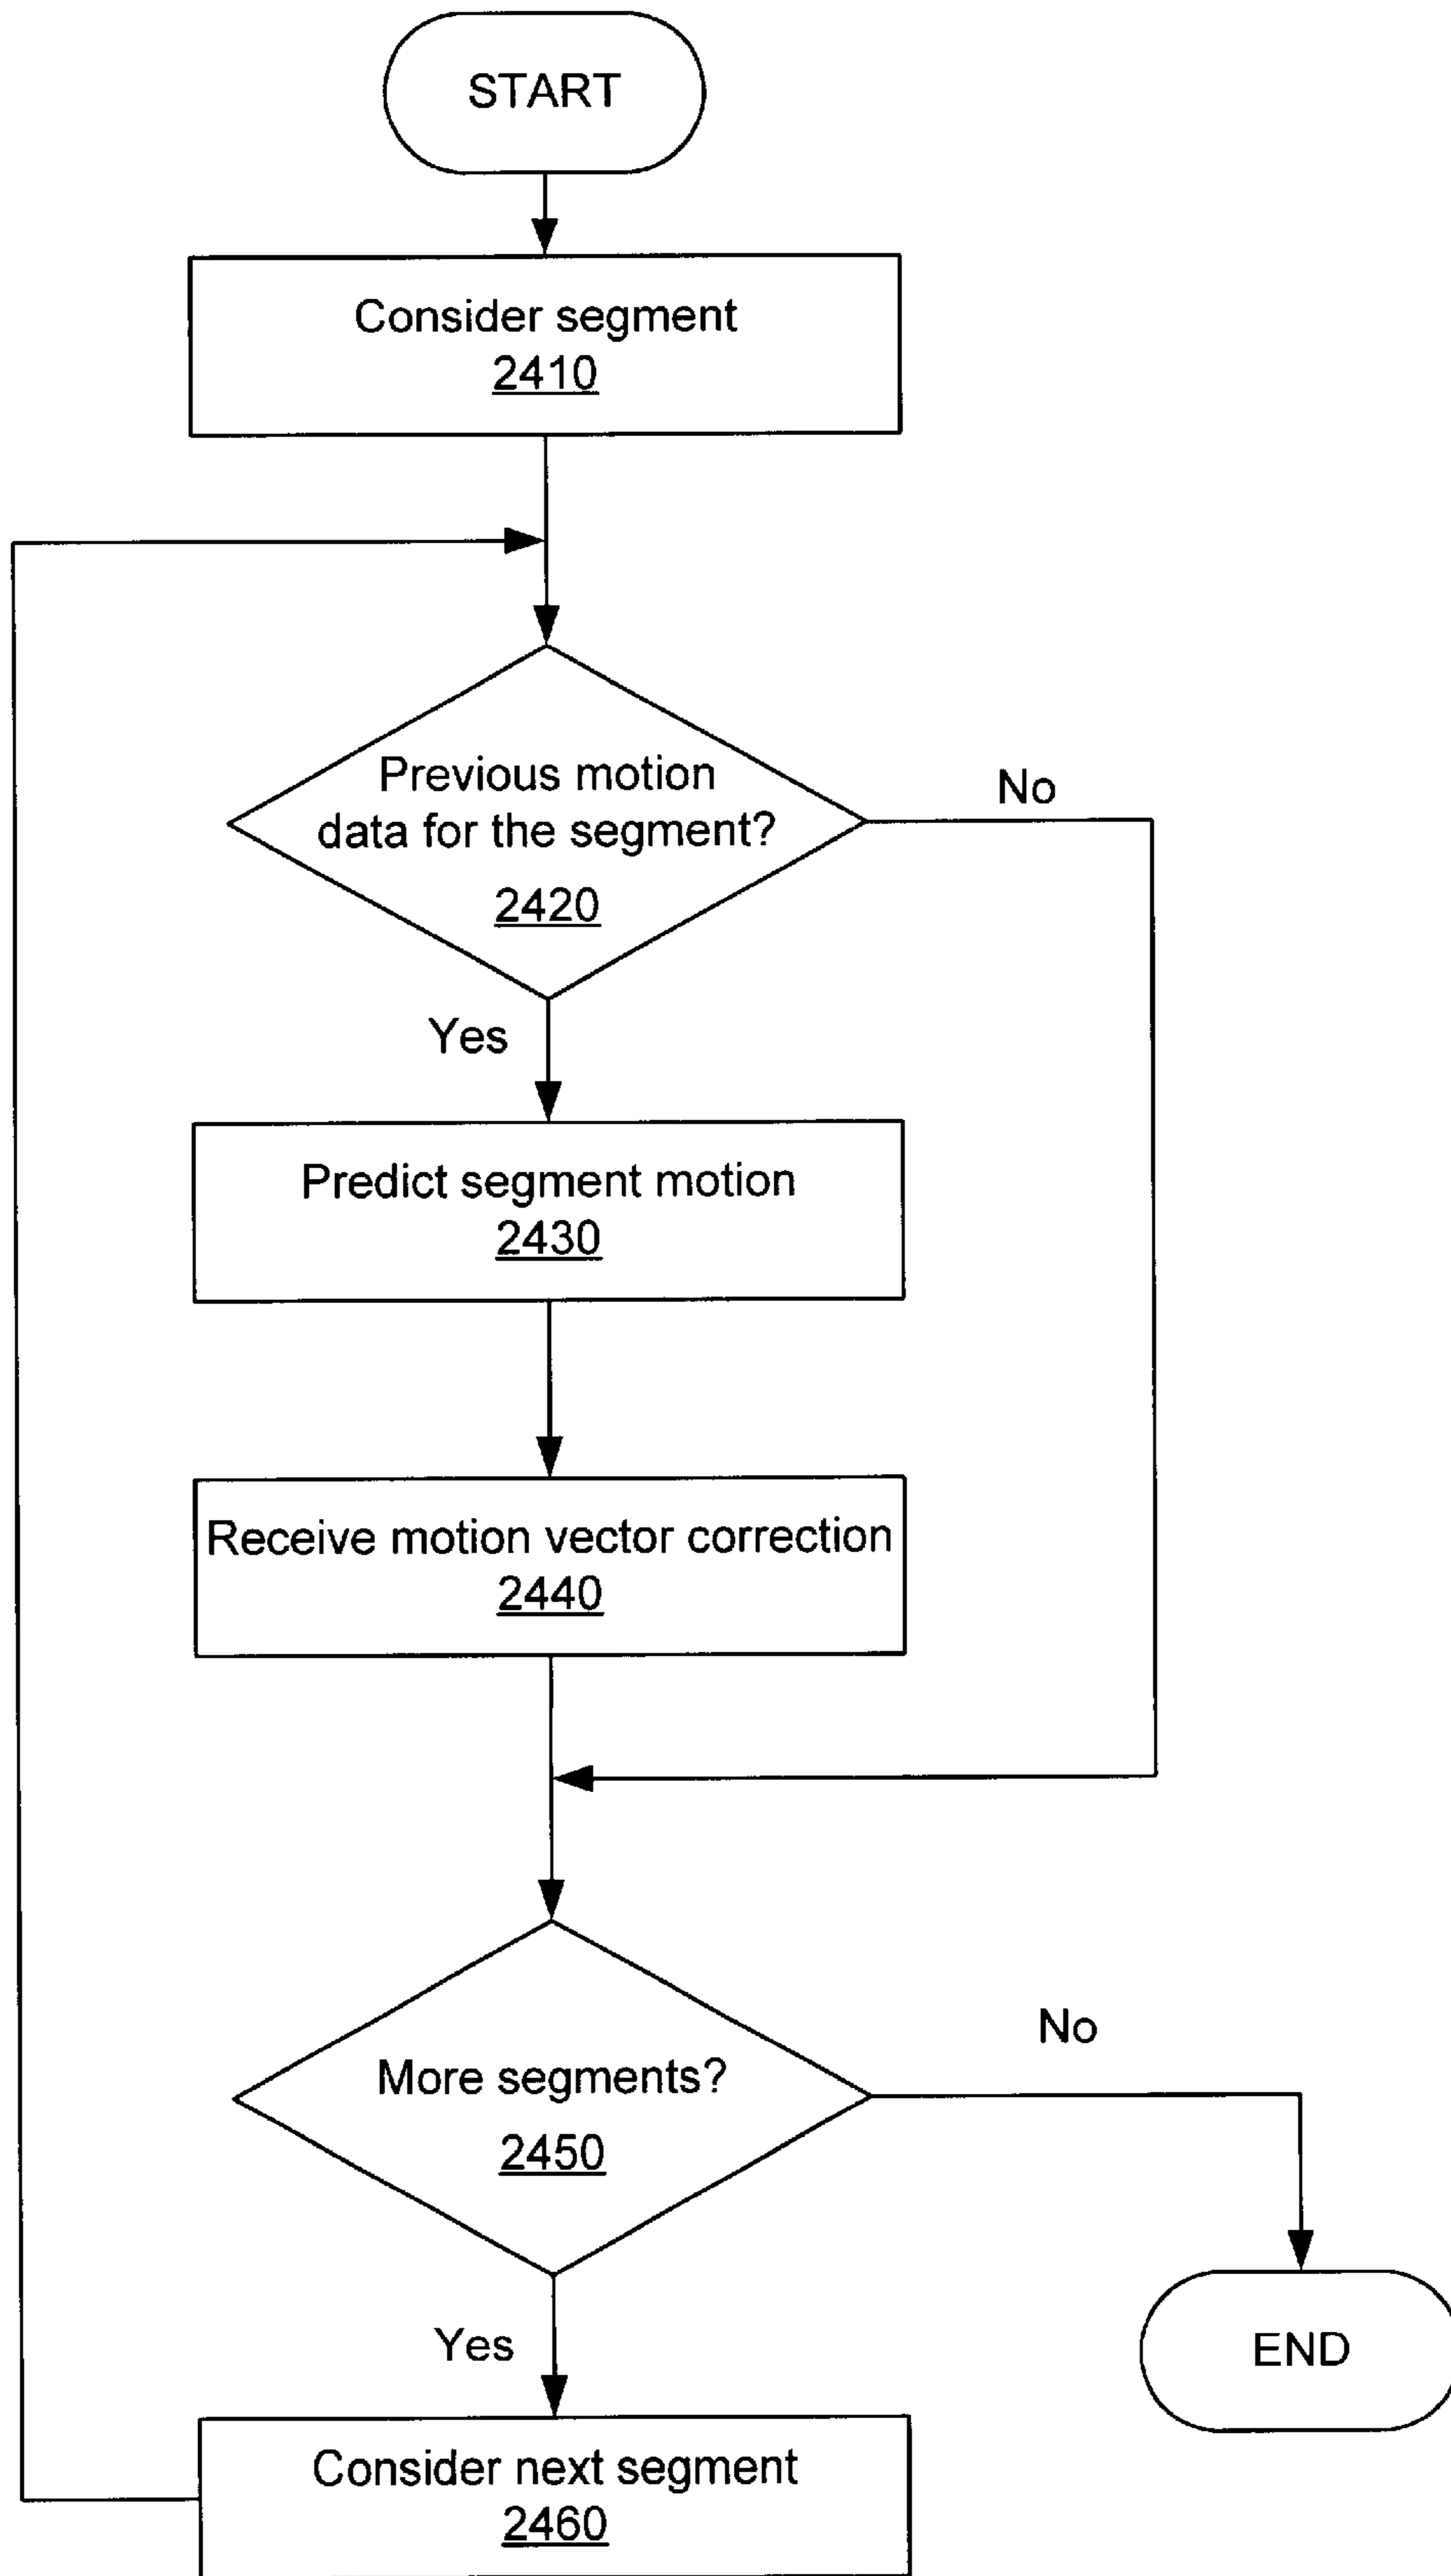 START
Consider segment
2410
Previous motion
data for the segment?
2420
No
Yes
Predict segment motion
2430
Receive motion vector correction
2440
More segments?
2450
No
Yes
END
Consider next segment
2460